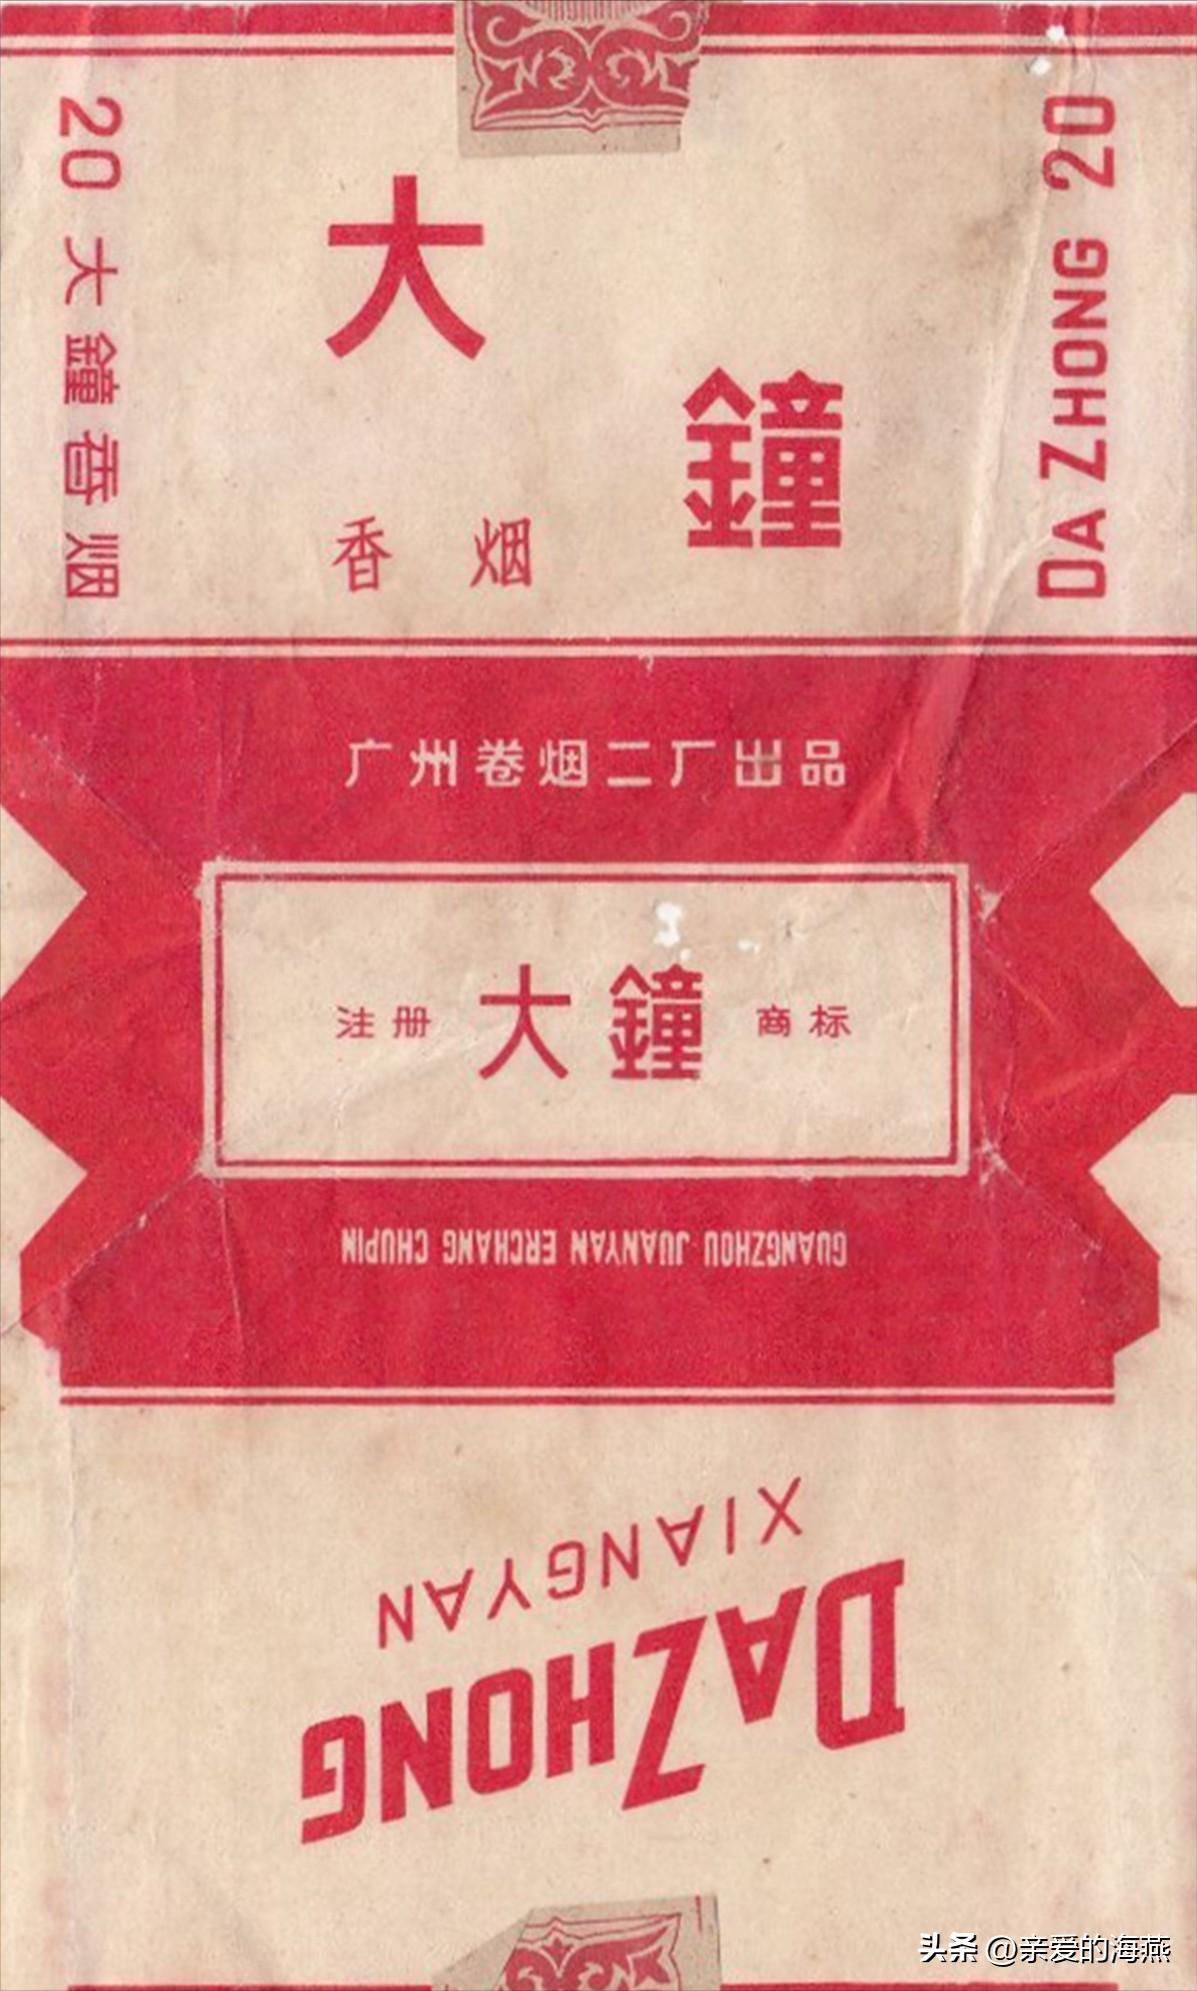 20 大鐘香烟
大
鐘
香烟
DA ZHONG 20
广州卷烟二厂出品
注册 大鐘 商标
GUANGZHOU JUANYAN ERCHANG CHUPIN
XIANGYAN
DAZHONG
头条 @亲爱的海燕